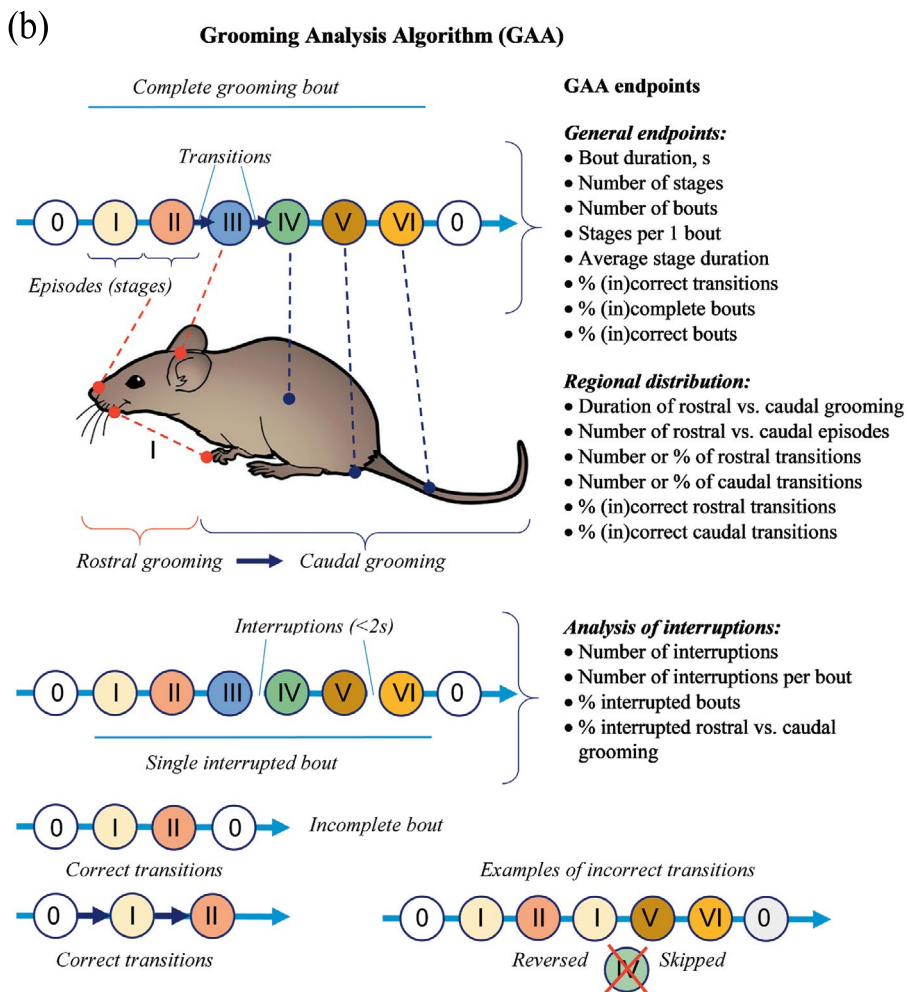 (b)
Grooming Analysis Algorithm (GAA)
Complete grooming bout
Transitions
0 I II III IV V VI 0
Episodes (stages)
I
Rostral grooming
Caudal grooming
GAA endpoints
General endpoints:
• Bout duration, s
• Number of stages
• Number of bouts
• Stages per 1 bout
• Average stage duration
• % (in)correct transitions
• % (in)complete bouts
• % (in)correct bouts
Regional distribution:
• Duration of rostral vs. caudal grooming
• Number of rostral vs. caudal episodes
• Number or % of rostral transitions
• Number or % of caudal transitions
• % (in)correct rostral transitions
• % (in)correct caudal transitions
Interruptions (<2s)
0 I II III IV V VI 0
Single interrupted bout
Analysis of interruptions:
• Number of interruptions
• Number of interruptions per bout
• % interrupted bouts
• % interrupted rostral vs. caudal
grooming
0 I II 0
Incomplete bout
Correct transitions
0 I II
Correct transitions
Examples of incorrect transitions
0 I II I V VI 0
Reversed
IV
Skipped